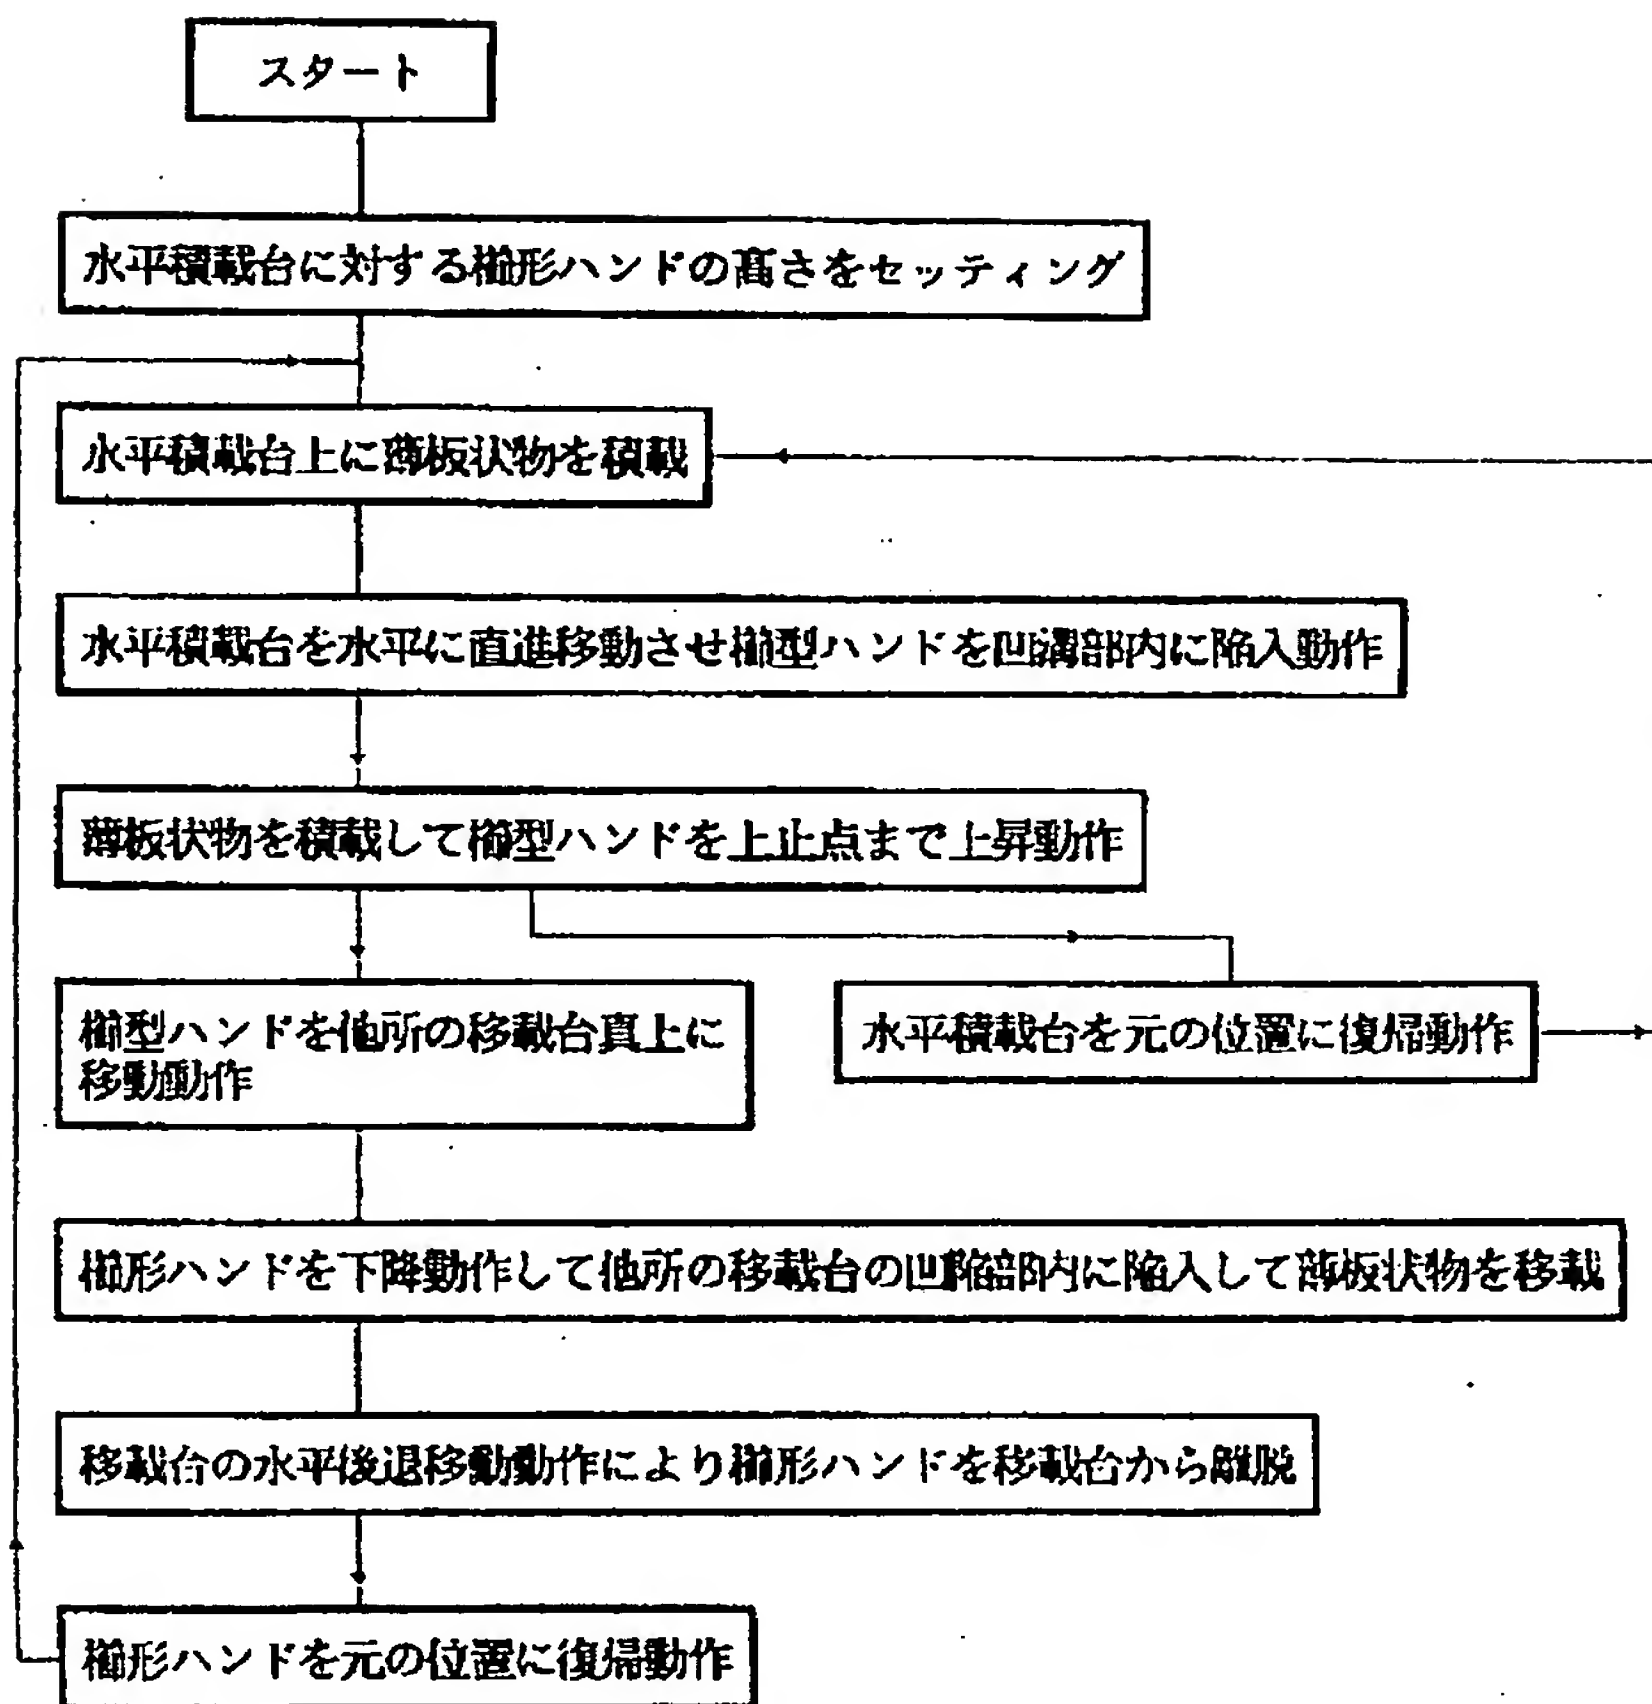 スタート
水平積載台に対する櫛形ハンドの高さをセッティング
水平積載台上に薄板状物を積載
水平積載台を水平に直進移動させ櫛型ハンドを凹溝部内に陥入動作
薄板状物を積載して櫛型ハンドを上止点まで上昇動作
櫛型ハンドを他所の移載台真上に
移動動作
水平積載台を元の位置に復帰動作
櫛形ハンドを下降動作して他所の移載台の凹陥部内に陥入して薄板状物を移載
移載台の水平後退移動動作により櫛形ハンドを移載台から離脱
櫛形ハンドを元の位置に復帰動作